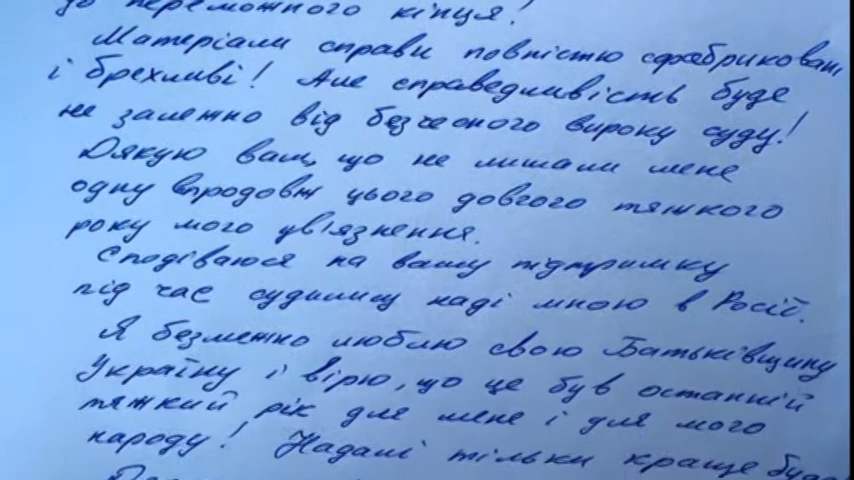 до переможного кінця!
Матеріали справи повністю сфабриковані
і брехливі! Але справедливість буде
не залежно від безчесного вироку суду!
Дякую вам, що не лишали мене
одну впродовж цього довгого тяжкого
року мого ув'язнення.
Сподіваюся на вашу підтримку
під час судилищ наді мною в Росії.
Я безмежно люблю свою Батьківщину
Україну і вірю, що це був останній
тяжкий рік для мене і для мого
народу! Надалі тільки краще буде